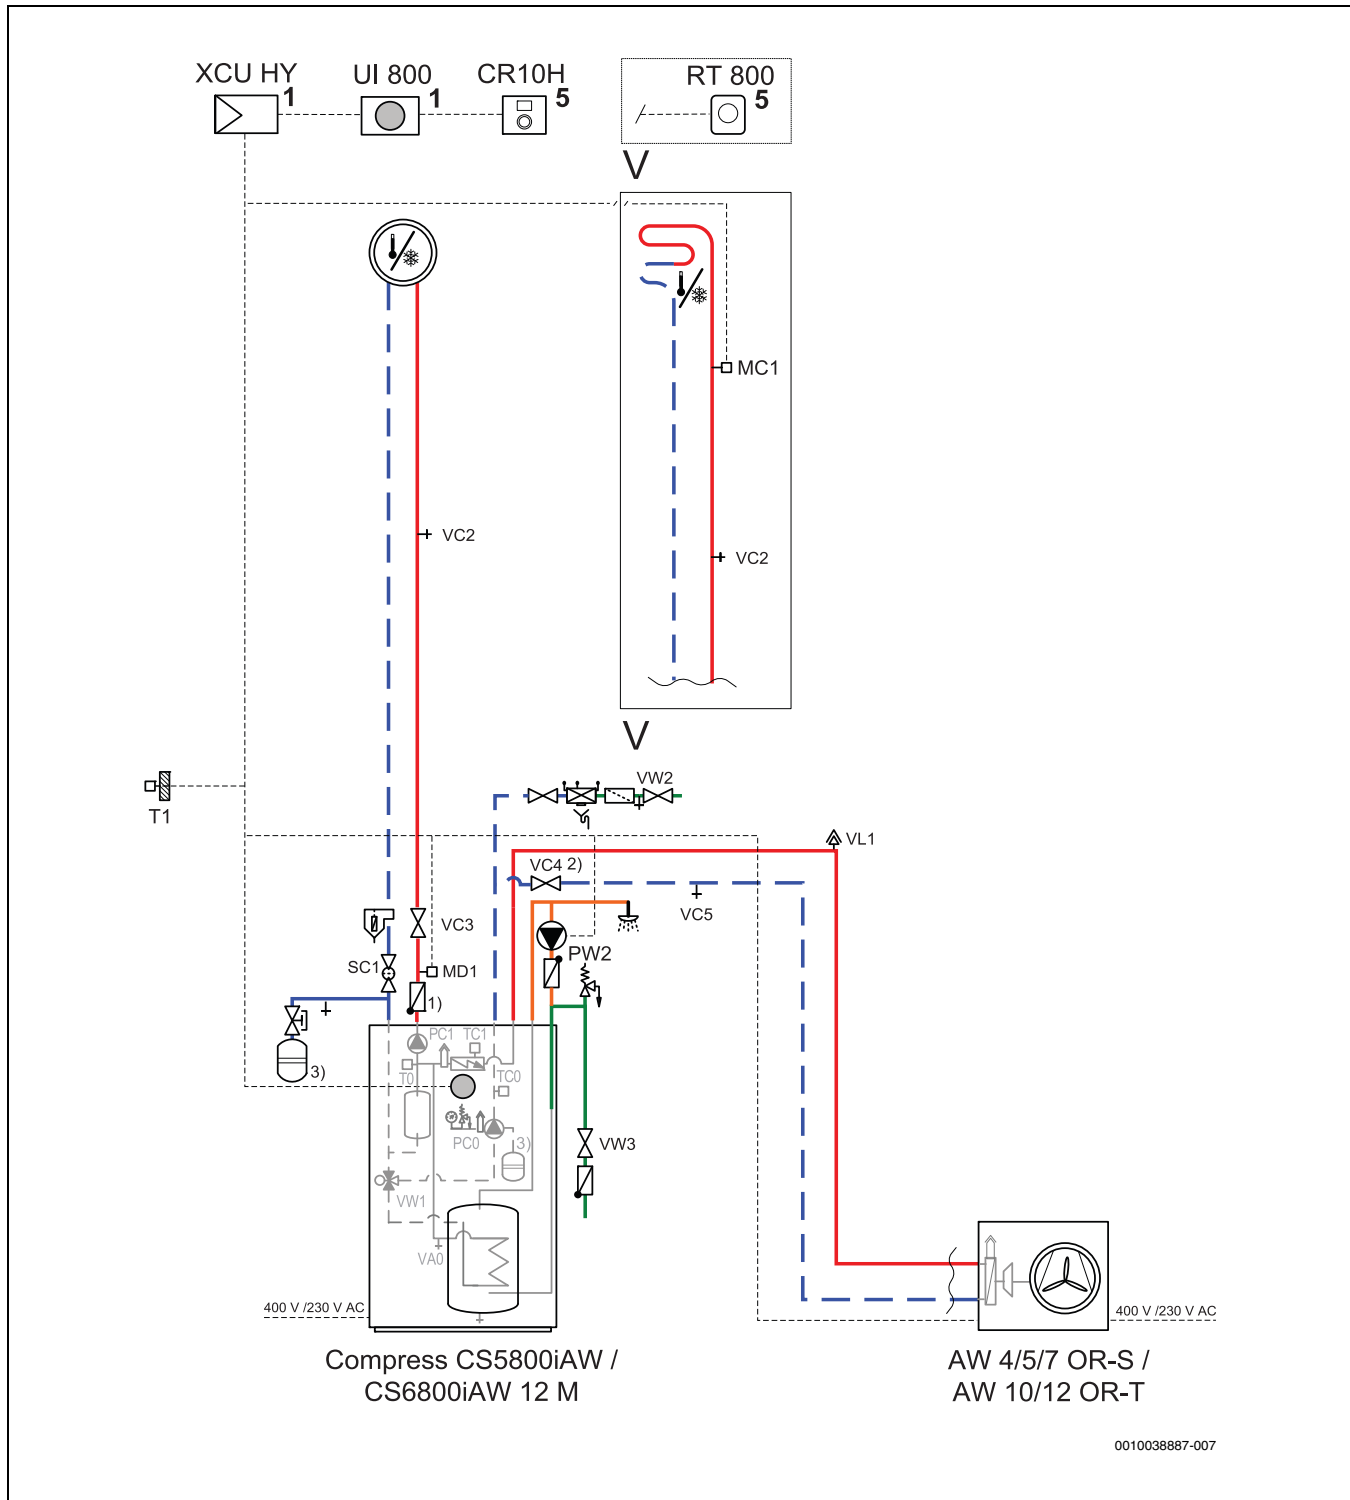 XCU HY
1
UI 800
1
CR10H
5
RT 800
5
V
MC1
VC2
VC2
V
T1
VW2
VL1
VC4 2)
VC5
VC3
PW2
SC1
MD1
1)
3)
PC1
TC1
T0
TC0
PC0
3)
VW3
VW1
VA0
400 V /230 V AC
400 V /230 V AC
Compress CS5800iAW /
CS6800iAW 12 M
AW 4/5/7 OR-S /
AW 10/12 OR-T
0010038887-007